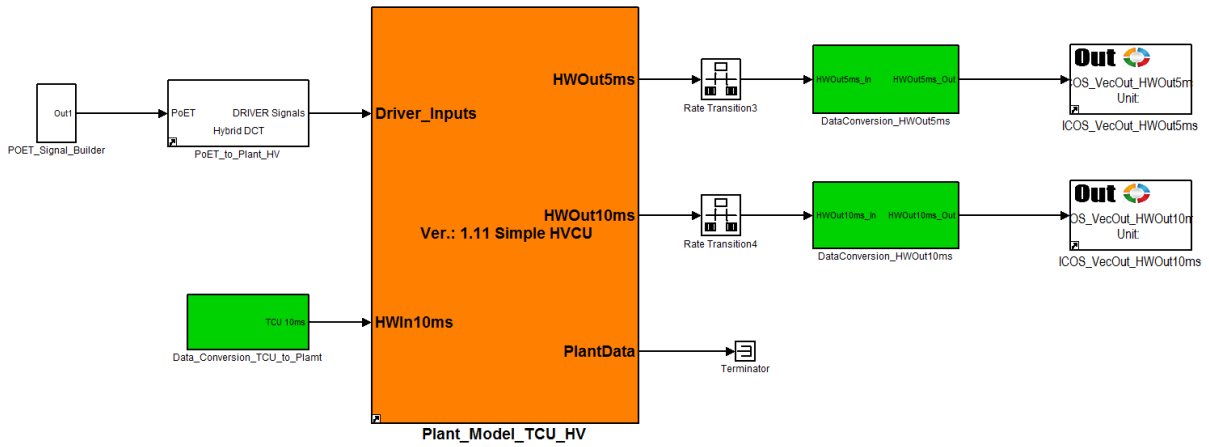 Out1
POET_Signal_Builder
PoET
DRIVER Signals
Hybrid DCT
PoET_to_Plant_HV
TCU 10ms
Data_Conversion_TCU_to_Plamt
Driver_Inputs
HWIn10ms
HWOut5ms
HWOut10ms
Ver.: 1.11 Simple HVCU
PlantData
Plant_Model_TCU_HV
Rate Transition3
HWOut5ms_In
HWOut5ms_Out
DataConversion_HWOut5ms
Out
COS_VecOut_HWOut5m
Unit:
ICOS_VecOut_HWOut5ms
Rate Transition4
HWOut10ms_In
HWOut10ms_Out
DataConversion_HWOut10ms
Out
OS_VecOut_HWOut10m
Unit:
ICOS_VecOut_HWOut10ms
Terminator